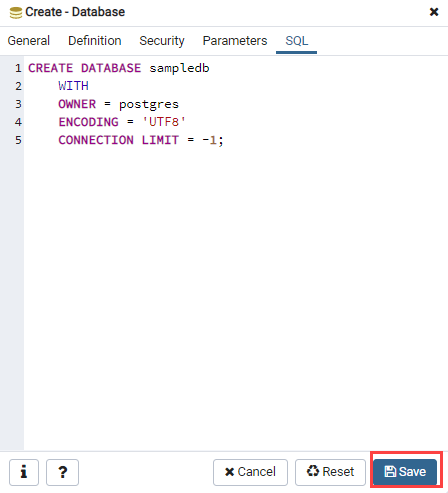 Create - Database
General Definition Security Parameters SQL
1 CREATE DATABASE sampledb
2 WITH
3 OWNER = postgres
4 ENCODING = 'UTF8'
5 CONNECTION LIMIT = -1;
i ? Cancel Reset Save